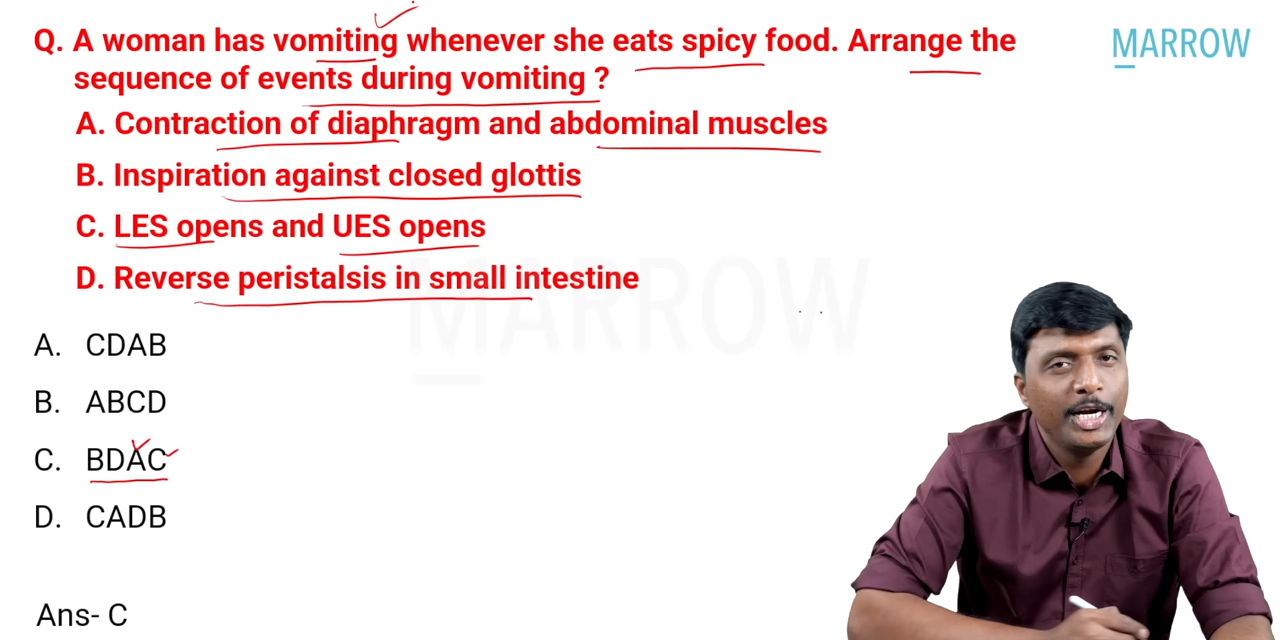 Q. A woman has vomiting whenever she eats spicy food. Arrange the
MARROW
sequence of events during vomiting ?
A. Contraction of diaphragm and abdominal muscles
B. Inspiration against closed glottis
C. LES opens and UES opens
D. Reverse peristalsis in small intestine
MARROW
A. CDAB
B. ABCD
C. BDAC
D. CADB
Ans- C